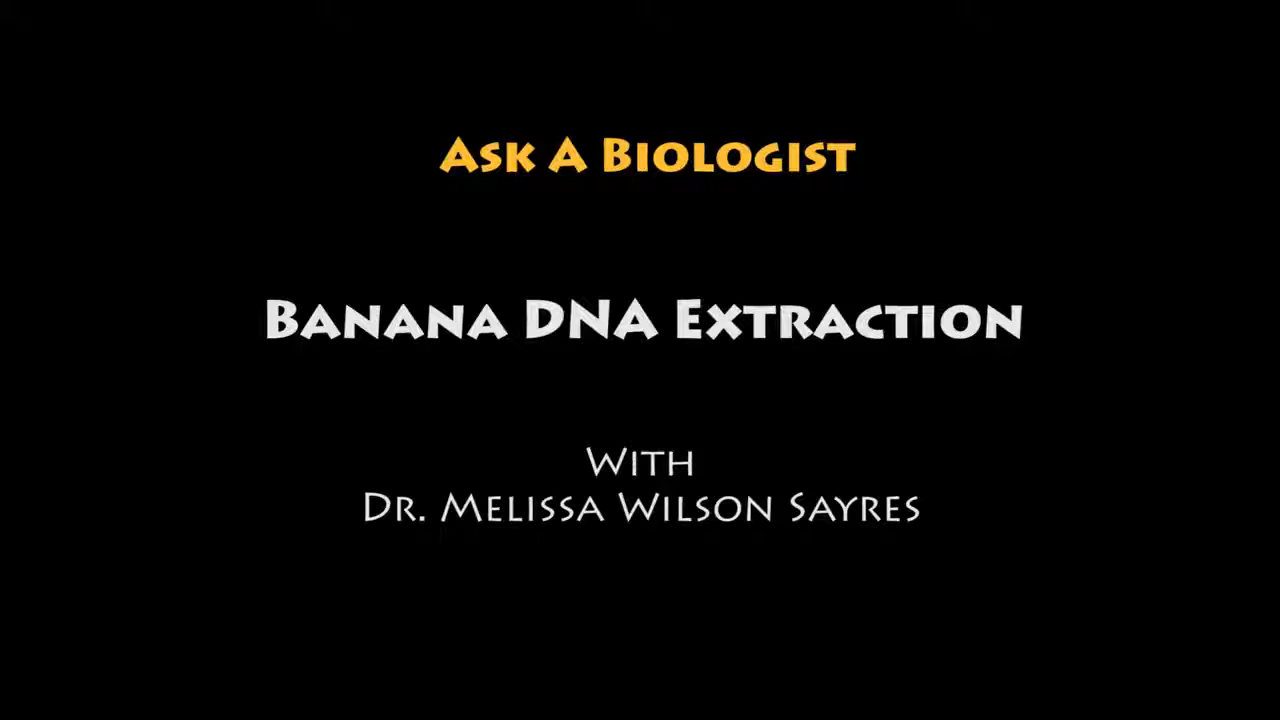 Ask A Biologist
Banana DNA Extraction
With
Dr. Melissa Wilson Sayres